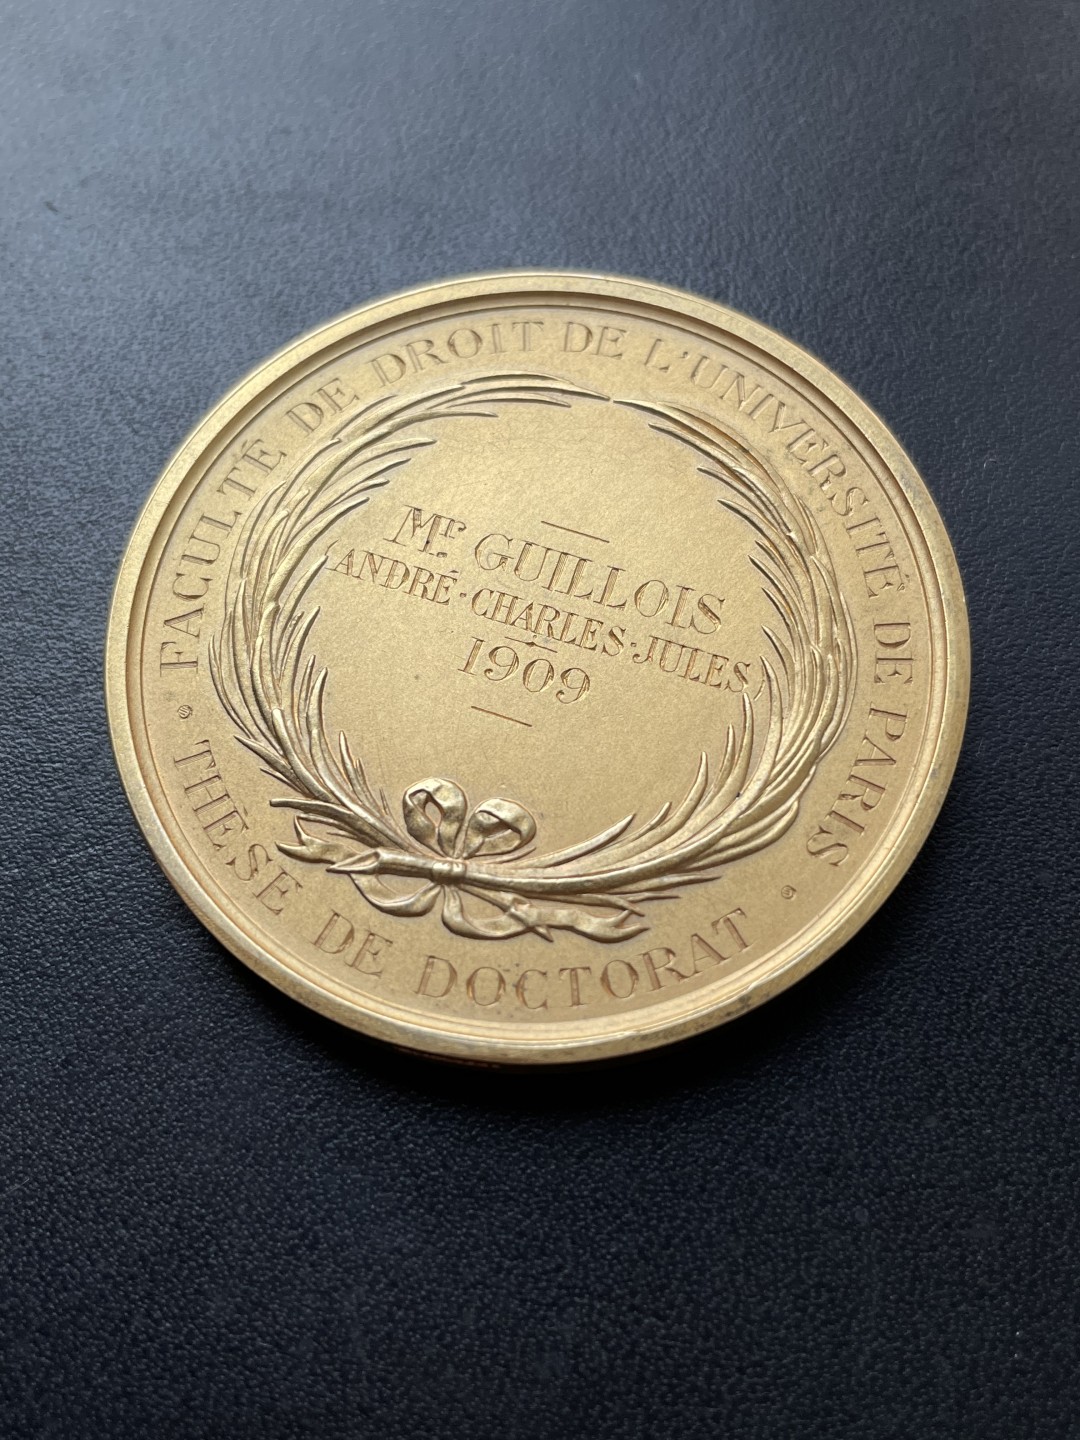 FACULTÉ DE DROIT DE L'UNIVERSITÉ DE PARIS
Mr. GUILLOIS
ANDRÉ·CHARLES·JULES
1909
THÈSE DE DOCTORAT